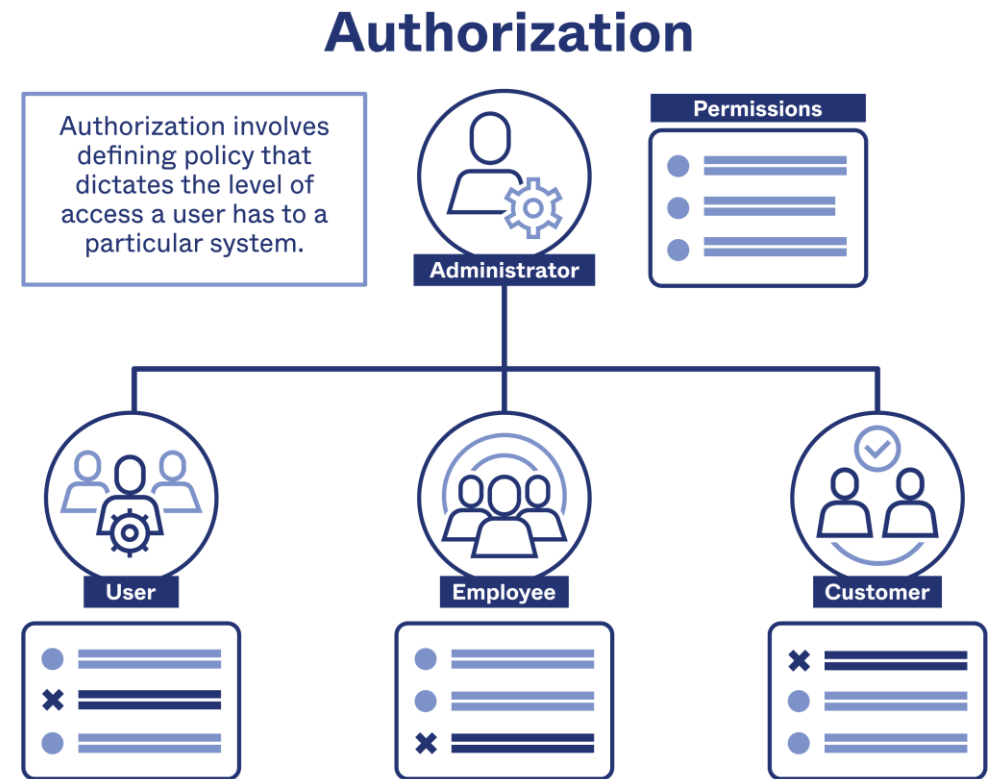 Authorization
Authorization involves
defining policy that
dictates the level of
access a user has to a
particular system.
Administrator
Permissions
User
Employee
Customer